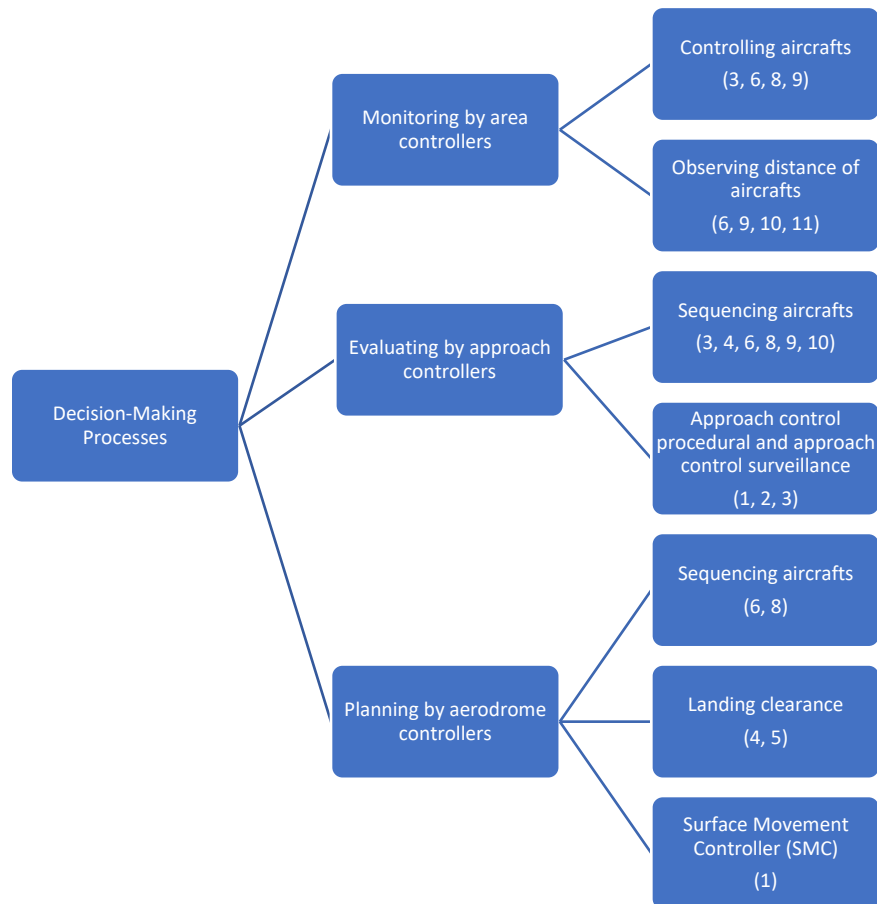 Decision-Making
Processes
Monitoring by area
controllers
Controlling aircrafts
(3, 6, 8, 9)
Observing distance of
aircrafts
(6, 9, 10, 11)
Evaluating by approach
controllers
Sequencing aircrafts
(3, 4, 6, 8, 9, 10)
Approach control
procedural and approach
control surveillance
(1, 2, 3)
Planning by aerodrome
controllers
Sequencing aircrafts
(6, 8)
Landing clearance
(4, 5)
Surface Movement
Controller (SMC)
(1)